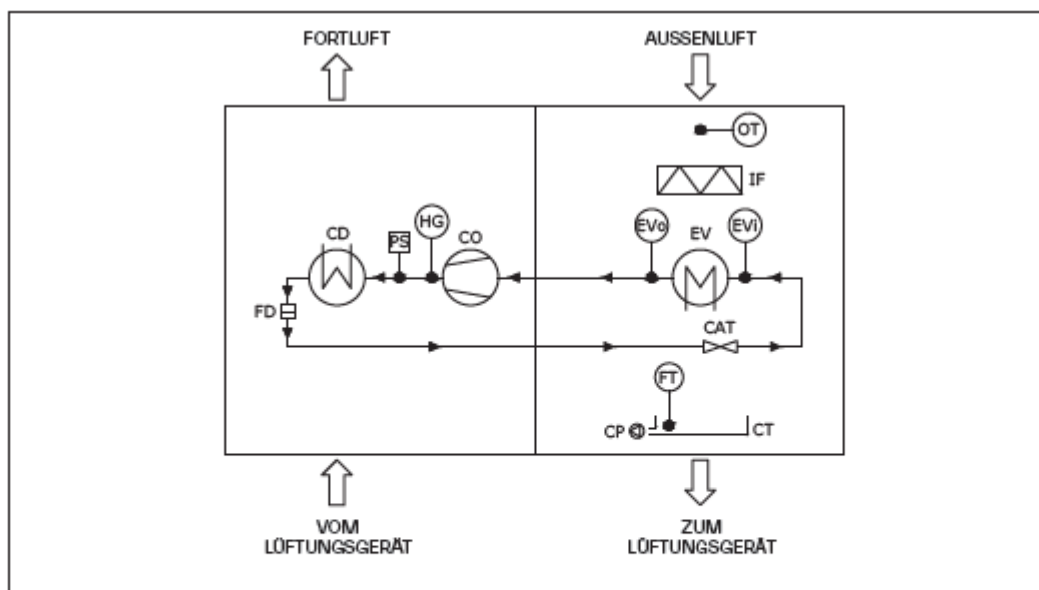 FORTLUFT
AUSSENLUFT
OT
IF
HG
EVo
EV
EVi
CD
PS
CO
FD
CAT
FT
CP
CT
VOM
LÜFTUNGSGERÄT
ZUM
LÜFTUNGSGERÄT